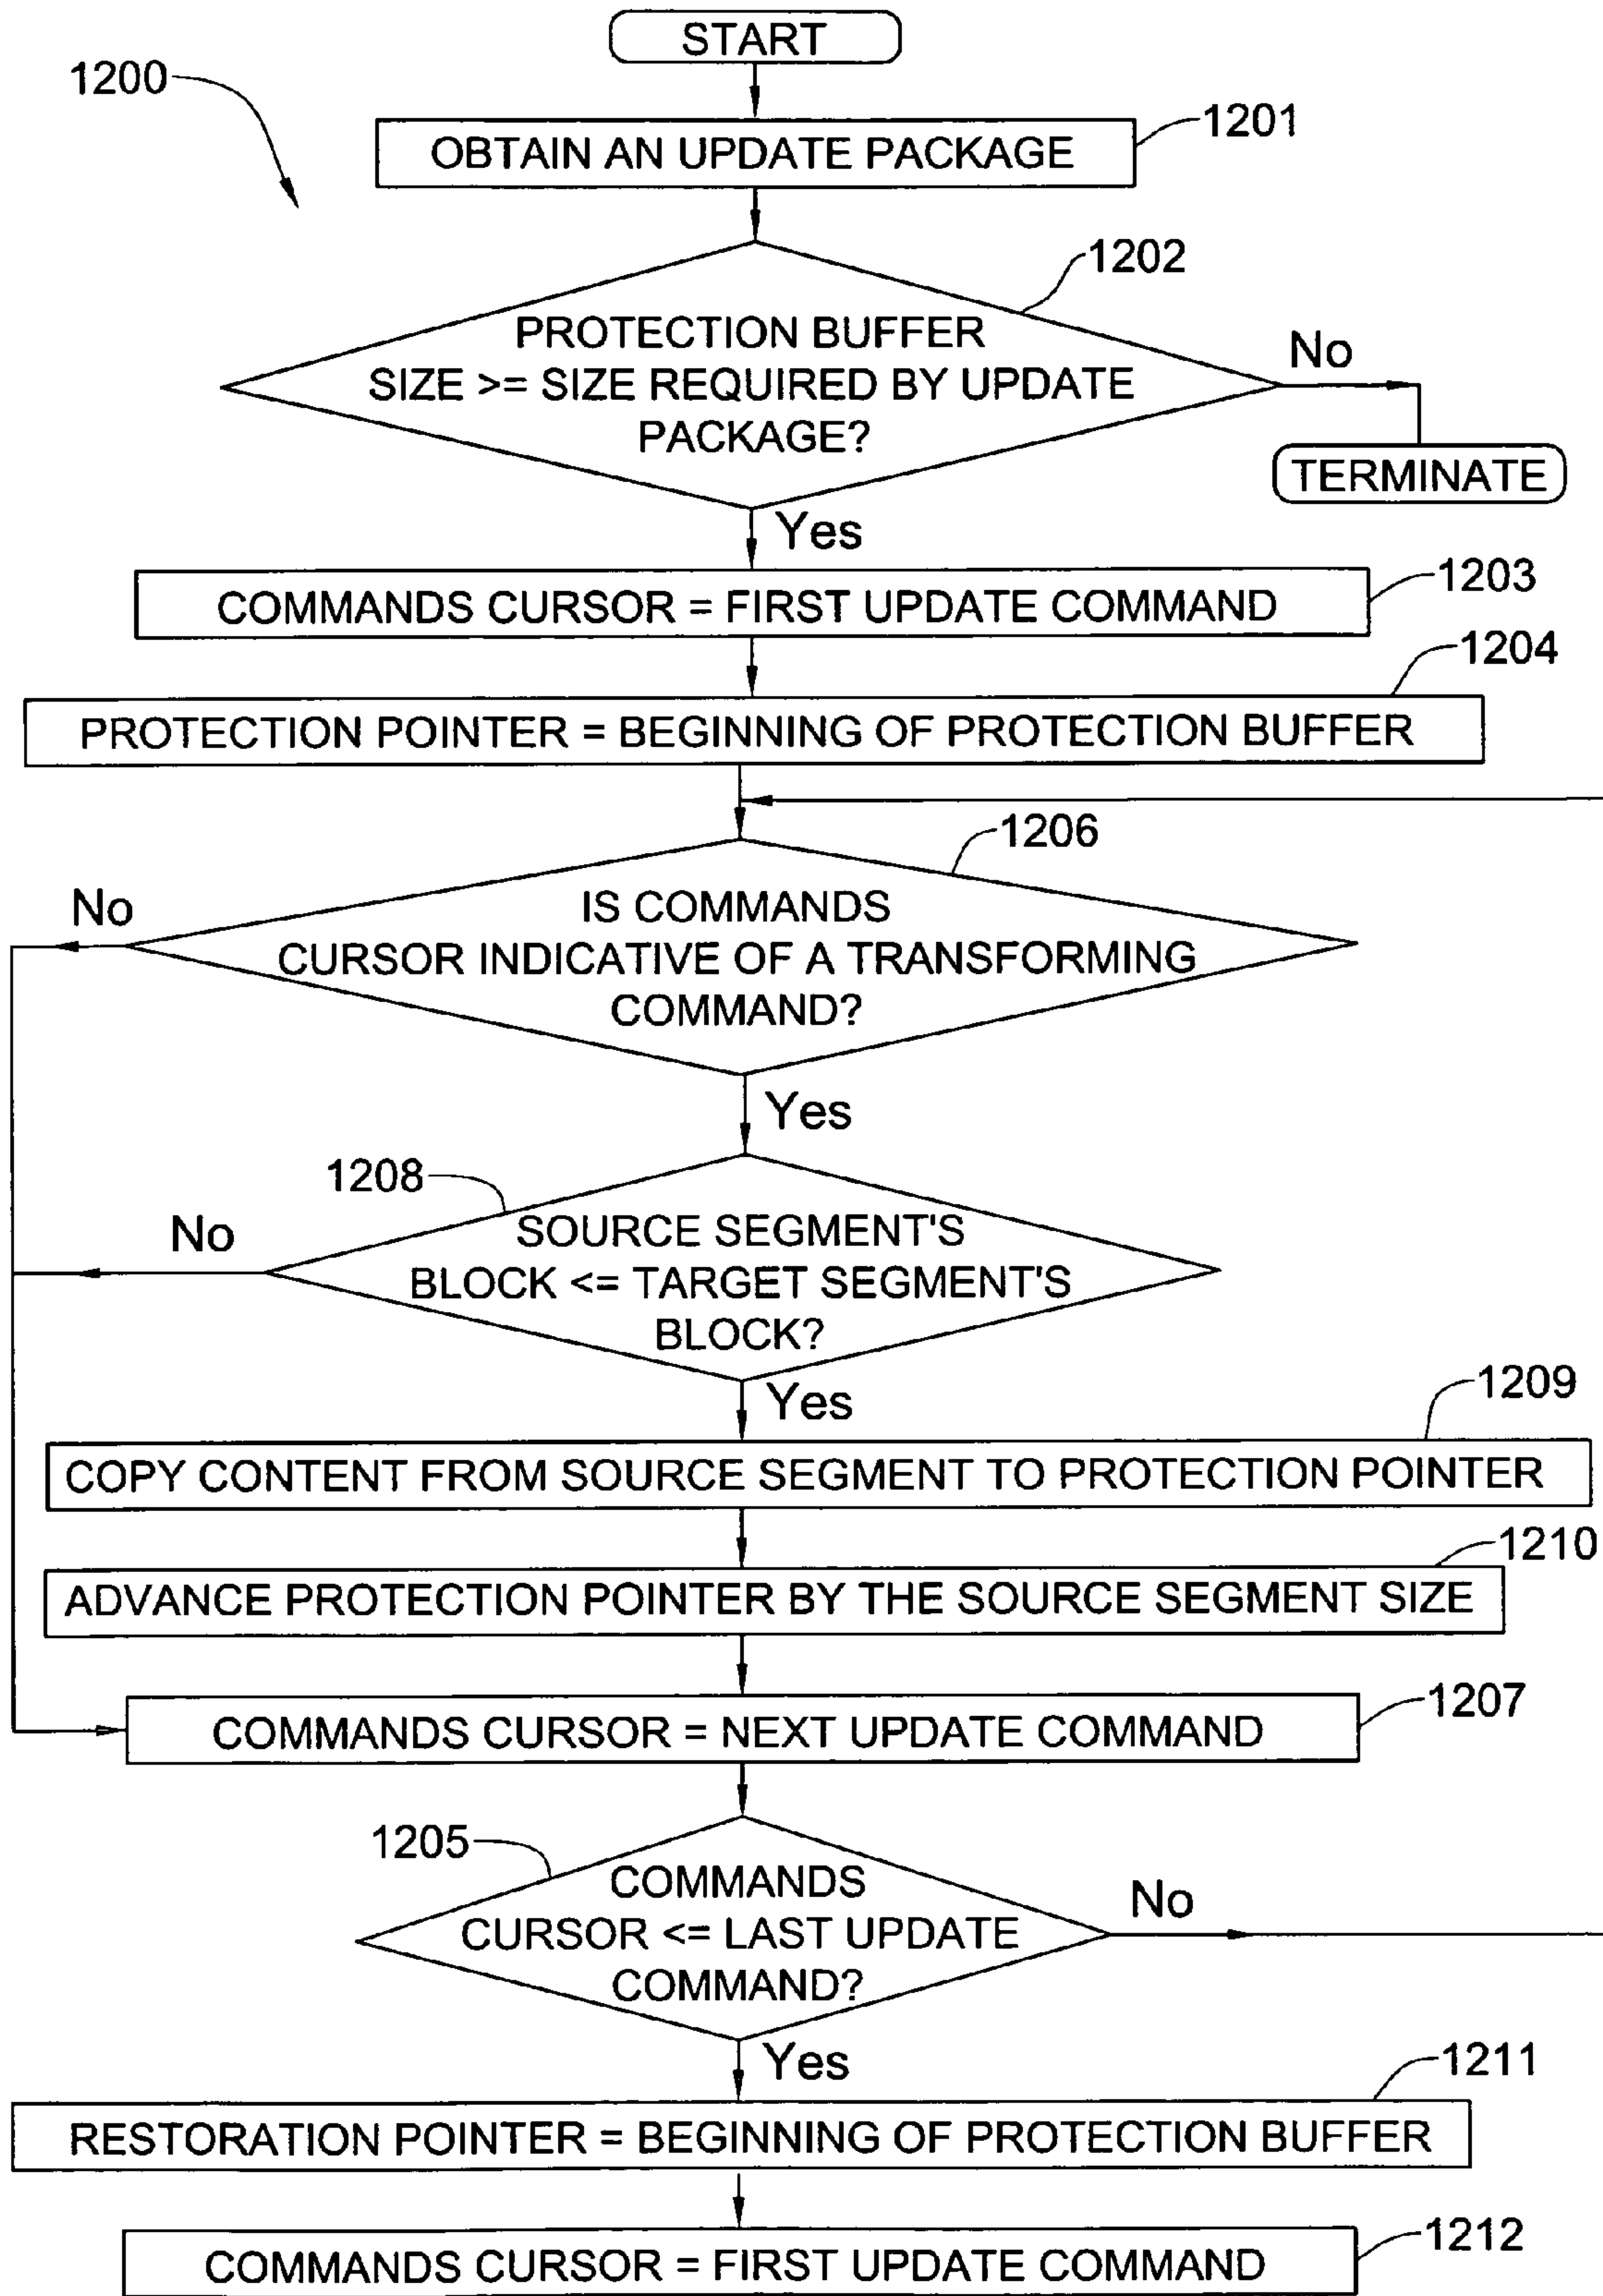 START
1200
OBTAIN AN UPDATE PACKAGE
1201
1202
PROTECTION BUFFER
SIZE >= SIZE REQUIRED BY UPDATE
PACKAGE?
No
TERMINATE
Yes
COMMANDS CURSOR = FIRST UPDATE COMMAND
1203
1204
PROTECTION POINTER = BEGINNING OF PROTECTION BUFFER
1206
No
IS COMMANDS
CURSOR INDICATIVE OF A TRANSFORMING
COMMAND?
Yes
1208
No
SOURCE SEGMENT'S
BLOCK <= TARGET SEGMENT'S
BLOCK?
Yes
1209
COPY CONTENT FROM SOURCE SEGMENT TO PROTECTION POINTER
1210
ADVANCE PROTECTION POINTER BY THE SOURCE SEGMENT SIZE
1207
COMMANDS CURSOR = NEXT UPDATE COMMAND
1205
COMMANDS
CURSOR <= LAST UPDATE
COMMAND?
No
Yes
1211
RESTORATION POINTER = BEGINNING OF PROTECTION BUFFER
1212
COMMANDS CURSOR = FIRST UPDATE COMMAND